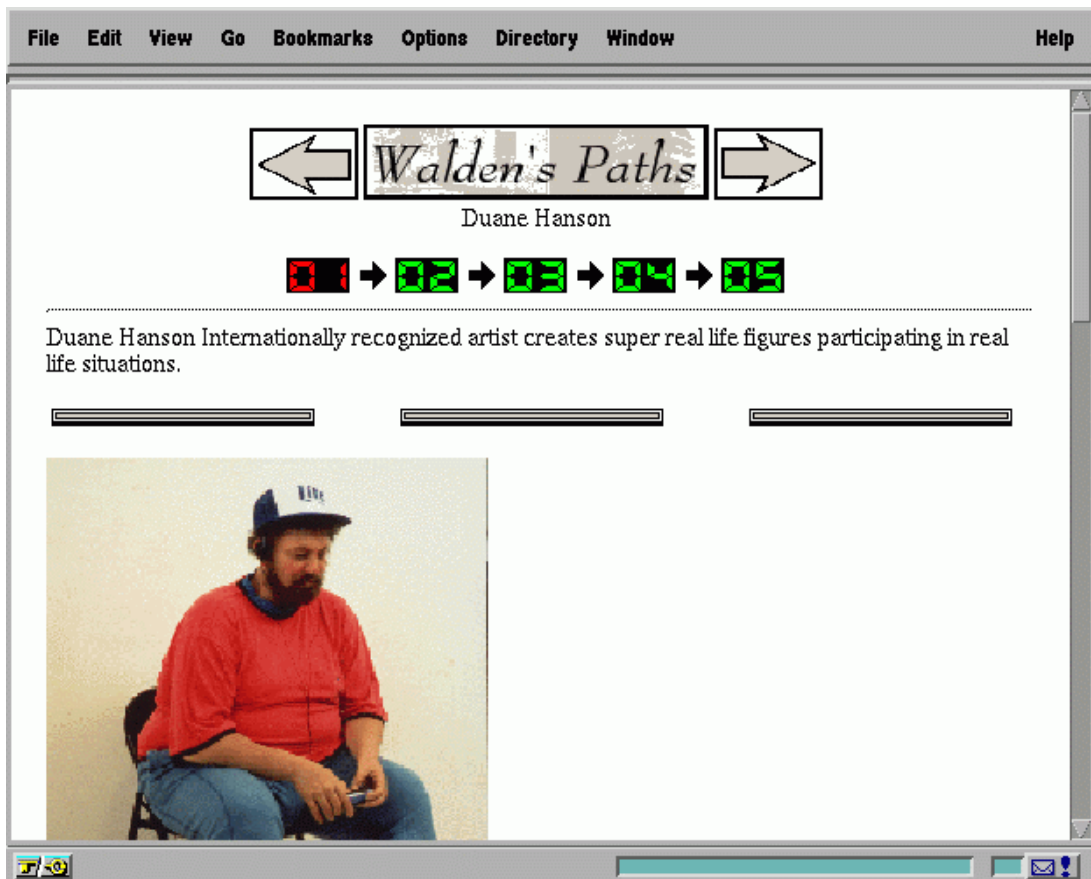 File Edit View Go Bookmarks Options Directory Window Help
Walden's Paths
Duane Hanson
01 02 03 04 05
Duane Hanson Internationally recognized artist creates super real life figures participating in real
life situations.